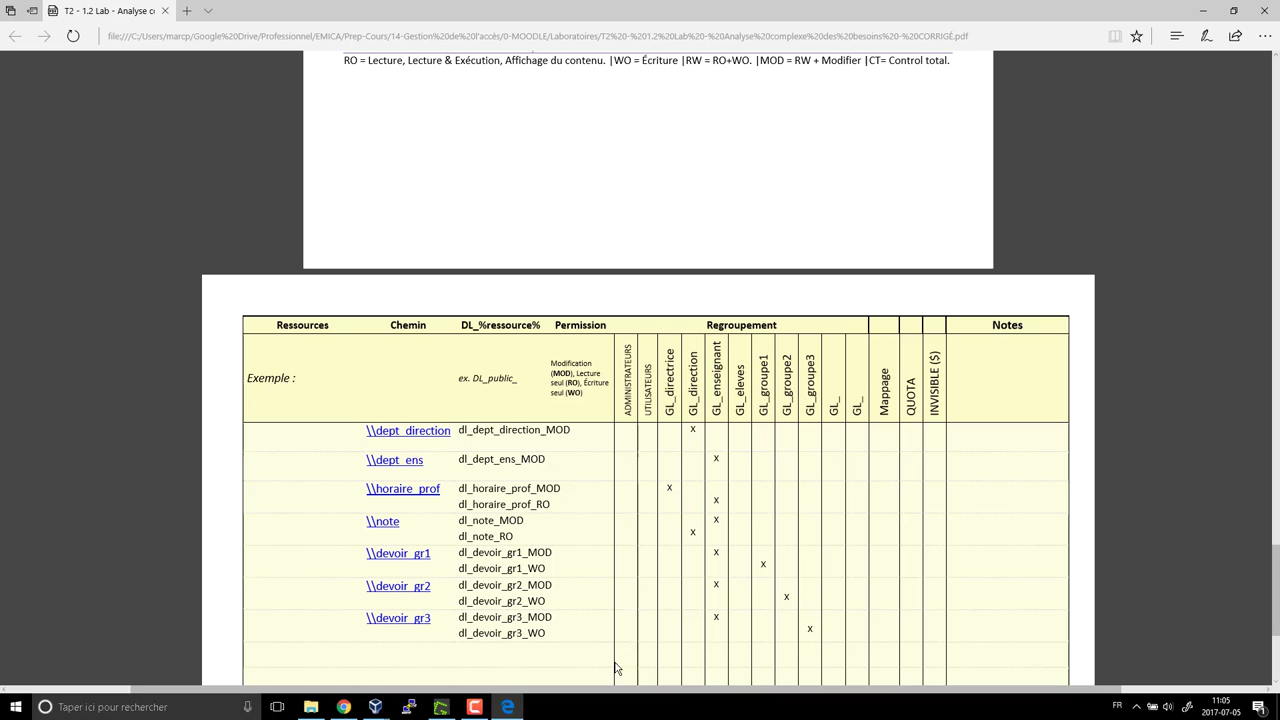 T2 - 1.2 Lab - Analyse c
file:///C:/Users/marcp/Google%20Drive/Professionnel/EMICA/Prep-Cours/14-Gestion%20de%20l'accès/0-MOODLE/Laboratoires/T2%20-%201.2%20Lab%20-%20Analyse%20complexe%20des%20besoins%20-%20CORRIGÉ.pdf
RO = Lecture, Lecture & Exécution, Affichage du contenu. |WO = Écriture |RW = RO+WO. |MOD = RW + Modifier |CT= Control total.
Ressources Chemin DL_%ressource% Permission Regroupement Notes
Exemple : ex. DL_public_
Modification
(MOD), Lecture
seul (RO), Écriture
seul (WO)
ADMINISTRATEURS
UTILISATEURS
GL_directrice
GL_direction
GL_enseignant
GL_eleves
GL_groupe1
GL_groupe2
GL_groupe3
GL_
GL_
Mappage
QUOTA
INVISIBLE ($)
\\dept_direction dl_dept_direction_MOD x
\\dept_ens dl_dept_ens_MOD x
\\horaire_prof dl_horaire_prof_MOD x
dl_horaire_prof_RO x
\\note dl_note_MOD x
dl_note_RO x
\\devoir_gr1 dl_devoir_gr1_MOD x
dl_devoir_gr1_WO x
\\devoir_gr2 dl_devoir_gr2_MOD x
dl_devoir_gr2_WO x
\\devoir_gr3 dl_devoir_gr3_MOD x
dl_devoir_gr3_WO x
Taper ici pour rechercher
FR
11:05
2017-07-05
1